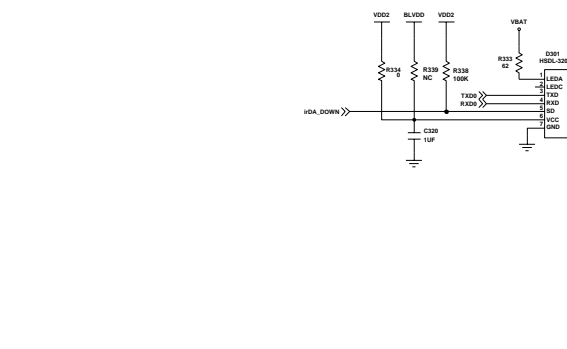 VDD2 BLVDD VDD2
VBAT
R333
62
D301
HSDL-320
R334
0
R339
NC
R338
100K
1 LEDA
2 LEDC
TXD0 3 TXD
RXD0 4 RXD
irDA_DOWN 5 SD
6 VCC
7 GND
C320
1UF